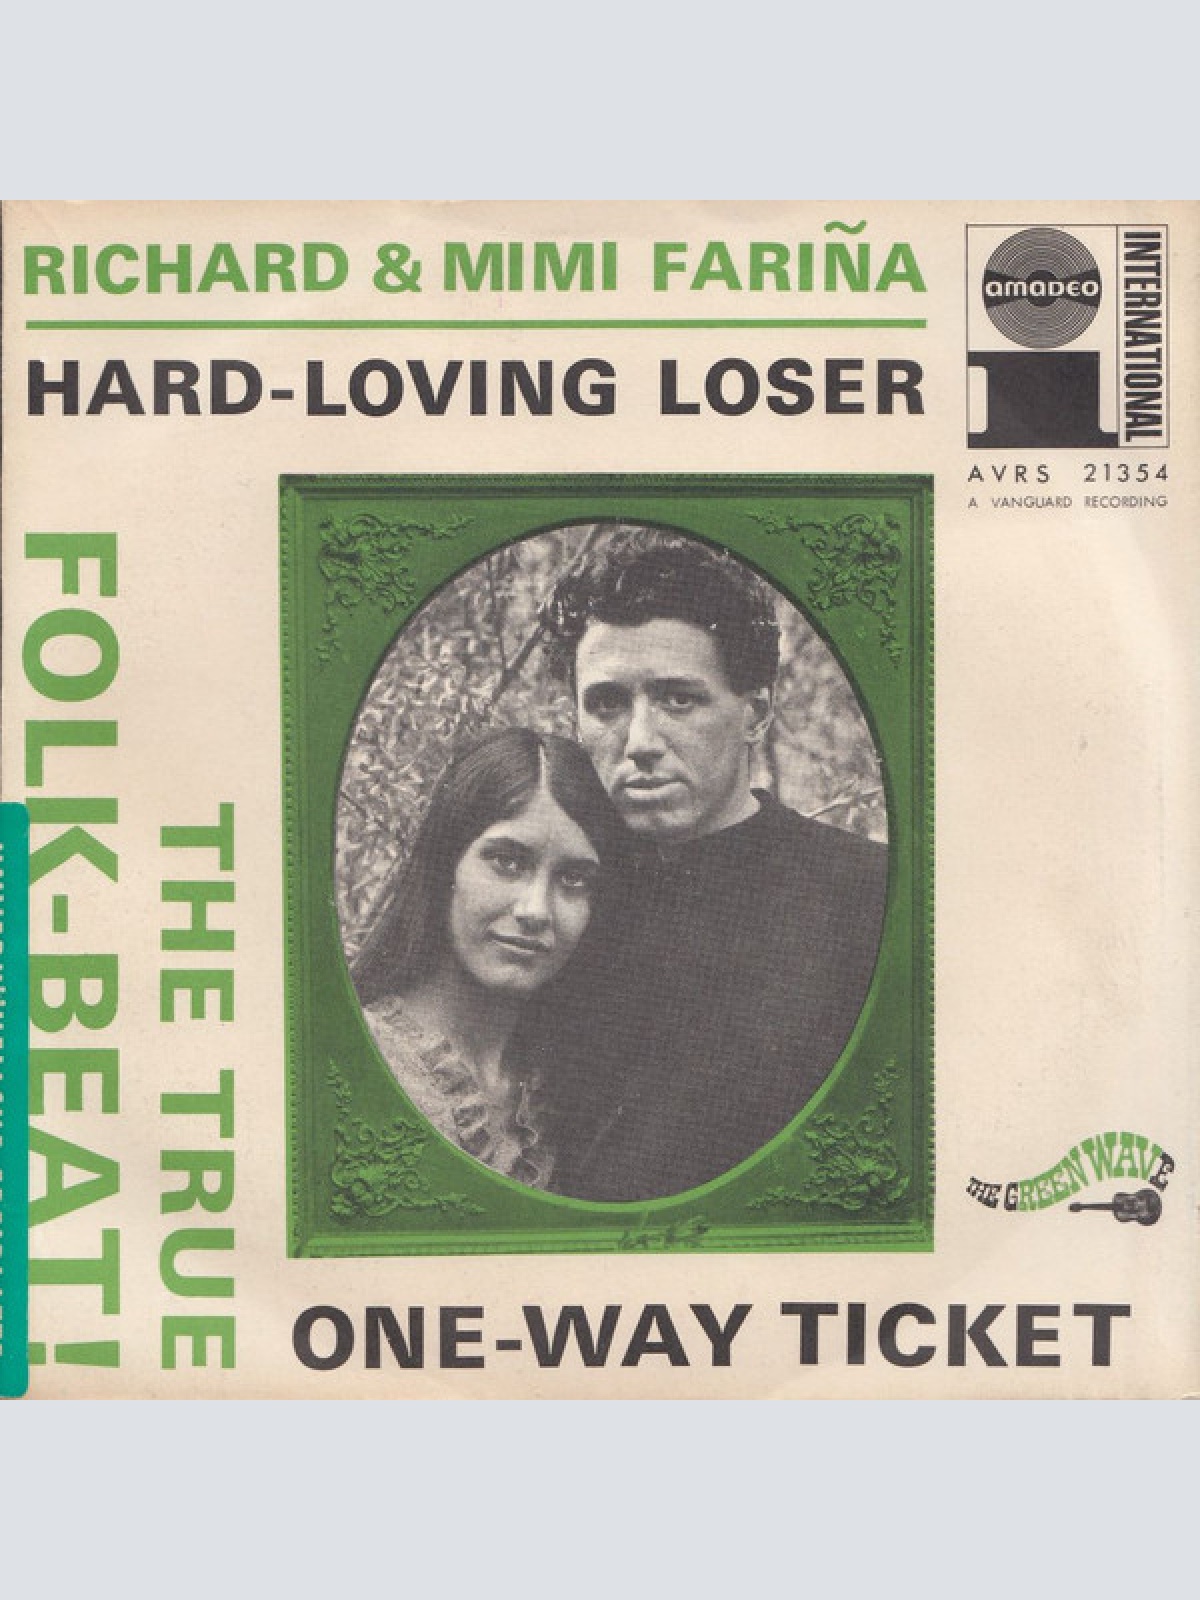 RICHARD & MIMI FARIÑA
HARD-LOVING LOSER
amadeo
INTERNATIONAL
AVRS 21354
A VANGUARD RECORDING
THE TRUE
FOLK-BEAT!
THE GREEN WAVE
ONE-WAY TICKET